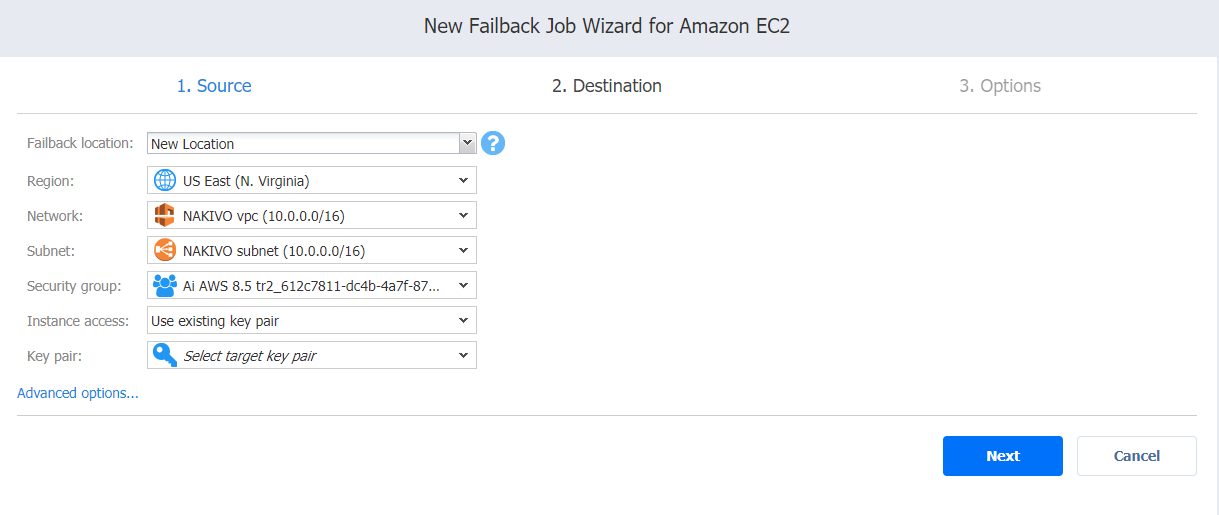 New Failback Job Wizard for Amazon EC2
1. Source 2. Destination 3. Options
Failback location: New Location ?
Region: US East (N. Virginia)
Network: NAKIVO vpc (10.0.0.0/16)
Subnet: NAKIVO subnet (10.0.0.0/16)
Security group: Ai AWS 8.5 tr2_612c7811-dc4b-4a7f-87...
Instance access: Use existing key pair
Key pair: Select target key pair
Advanced options...
Next Cancel